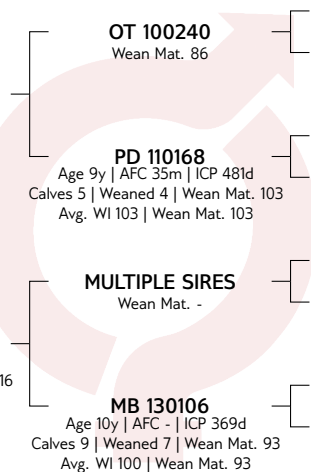 OT 100240
Wean Mat. 86
PD 110168
Age 9y | AFC 35m | ICP 481d
Calves 5 | Weaned 4 | Wean Mat. 103
Avg. WI 103 | Wean Mat. 103
MULTIPLE SIRES
Wean Mat. -
16
MB 130106
Age 10y | AFC - | ICP 369d
Calves 9 | Weaned 7 | Wean Mat. 93
Avg. WI 100 | Wean Mat. 93